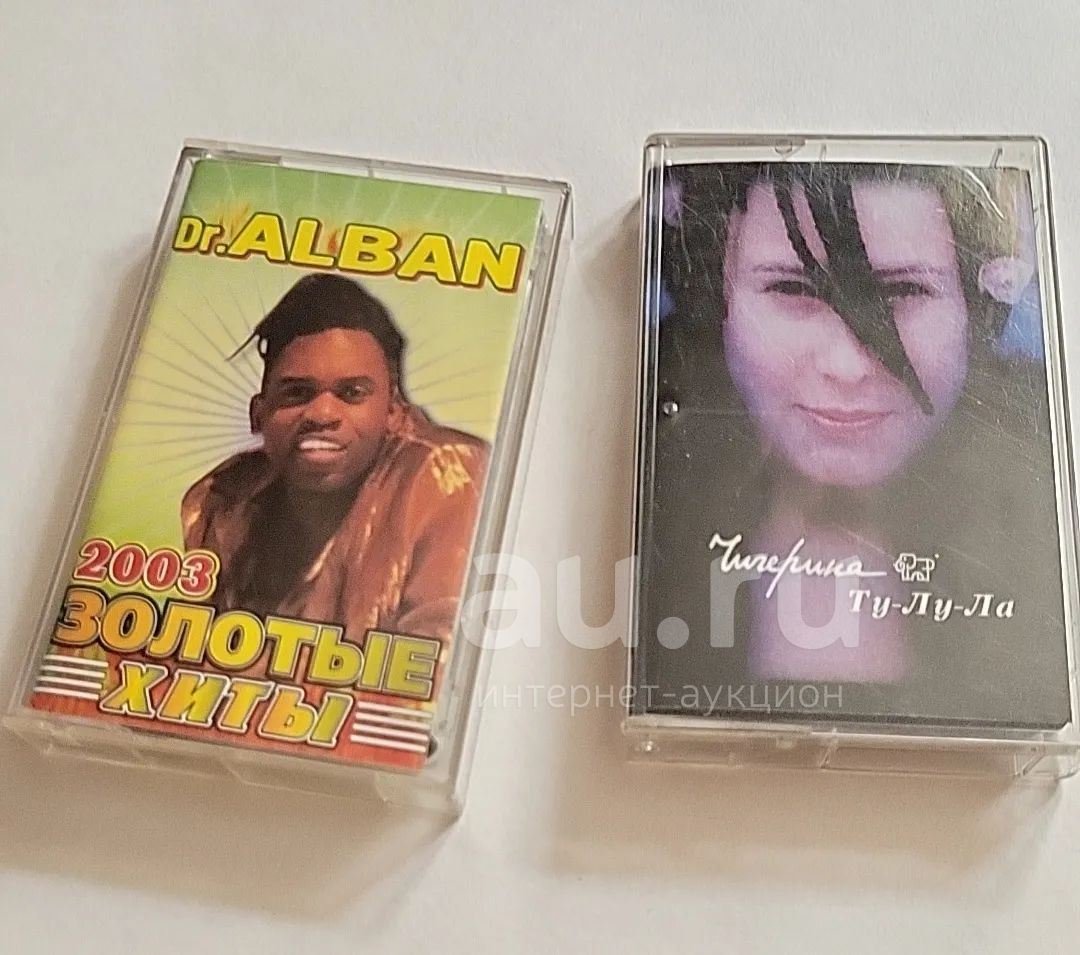 Dr. ALBAN
2003
ЗОЛОТЫЕ
ХИТЫ
Чичерина
Ту-Лу-Ла
au.ru
интернет-аукцион